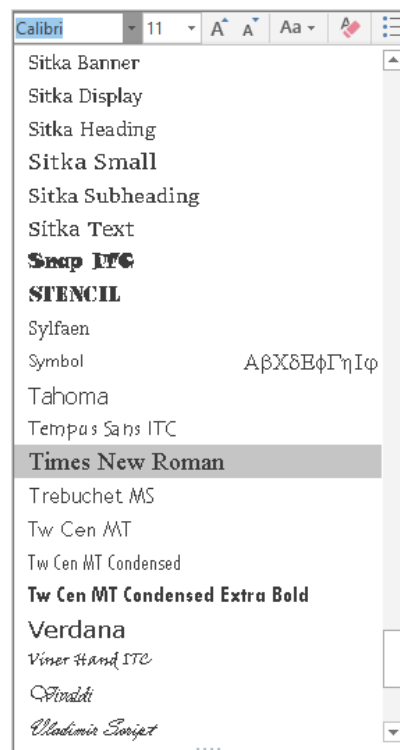 Calibri 11 A A Aa A
Sitka Banner
Sitka Display
Sitka Heading
Sitka Small
Sitka Subheading
Sitka Text
Snap ITC
STENCIL
Sylfaen
Symbol ΑβΧδΕφΓηΙφ
Tahoma
Tempus Sans ITC
Times New Roman
Trebuchet MS
Tw Cen MT
Tw Cen MT Condensed
Tw Cen MT Condensed Extra Bold
Verdana
Viner Hand ITC
Vivaldi
Vladimir Script